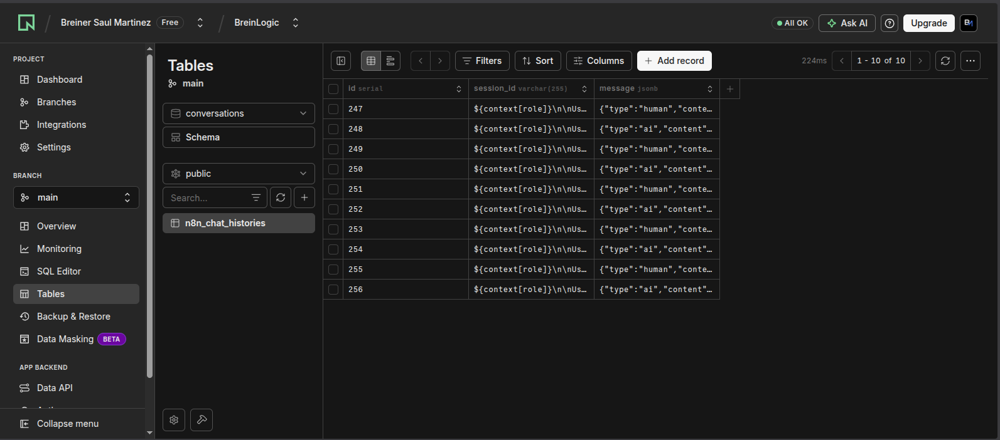 Breiner Saul Martinez Free BreinLogic All OK Ask AI Upgrade
PROJECT
Dashboard
Branches
Integrations
Settings
BRANCH
main
Overview
Monitoring
SQL Editor
Tables
Backup & Restore
Data Masking BETA
APP BACKEND
Data API
Collapse menu
Tables
main
conversations
Schema
public
Search...
n8n_chat_histories
Filters Sort Columns Add record 224ms 1 - 10 of 10
id serial session_id varchar(255) message jsonb
247 ${context[role]}\n\nUs… {"type":"human","conte…
248 ${context[role]}\n\nUs… {"type":"ai","content"…
249 ${context[role]}\n\nUs… {"type":"human","conte…
250 ${context[role]}\n\nUs… {"type":"ai","content"…
251 ${context[role]}\n\nUs… {"type":"human","conte…
252 ${context[role]}\n\nUs… {"type":"ai","content"…
253 ${context[role]}\n\nUs… {"type":"human","conte…
254 ${context[role]}\n\nUs… {"type":"ai","content"…
255 ${context[role]}\n\nUs… {"type":"human","conte…
256 ${context[role]}\n\nUs… {"type":"ai","content"…